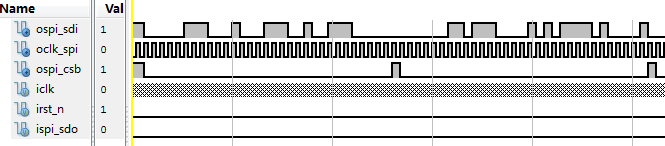 Name Val
ospi_sdi 1
oclk_spi 0
ospi_csb 1
iclk 0
irst_n 1
ispi_sdo 0